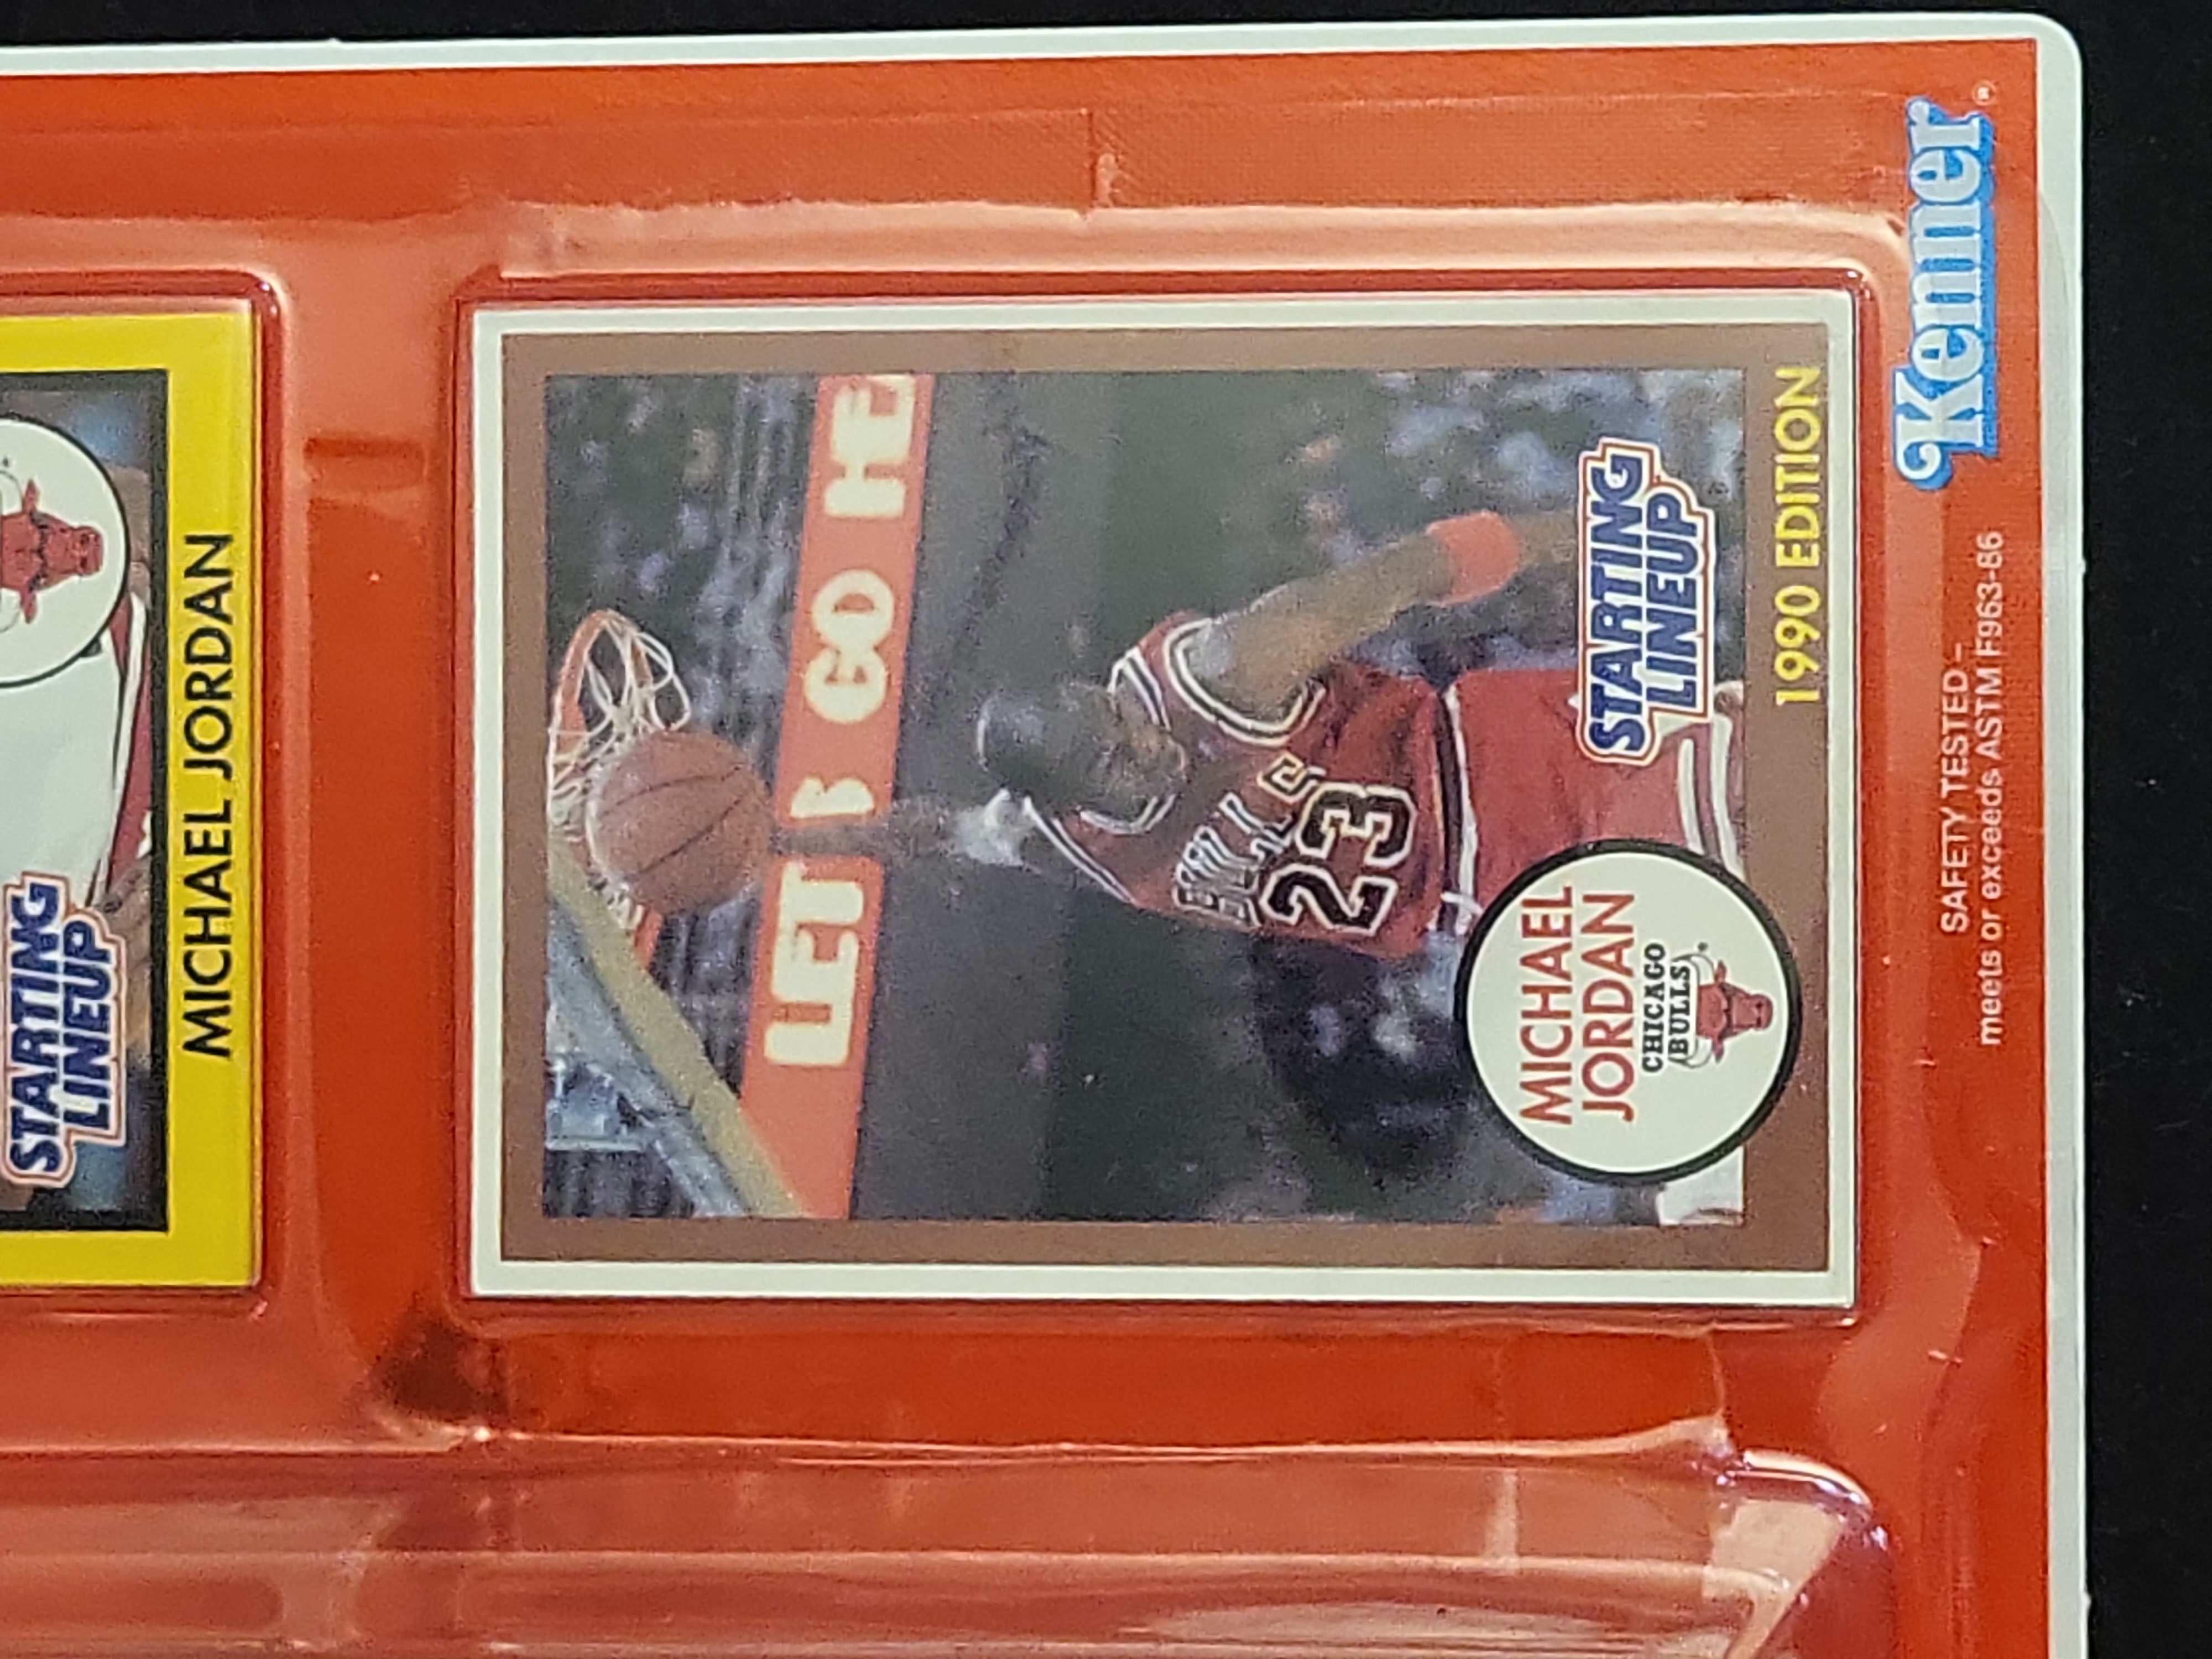 STARTING
LINEUP
MICHAEL JORDAN
LET'S GO HE
BULLS
23
STARTING
LINEUP
MICHAEL
JORDAN
CHICAGO
BULLS
1990 EDITION
Kenner®
SAFETY TESTED –
meets or exceeds ASTM F963-86